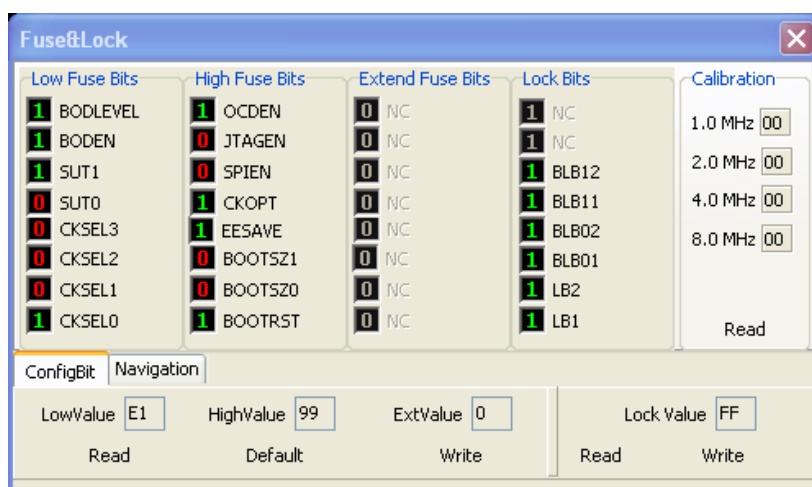 Fuse&Lock
Low Fuse Bits High Fuse Bits Extend Fuse Bits Lock Bits Calibration
1 BODLEVEL 1 OCDEN 0 NC 1 NC 1.0 MHz 00
1 BODEN 0 JTAGEN 0 NC 1 NC
1 SUT1 0 SPIEN 0 NC 1 BLB12 2.0 MHz 00
0 SUT0 1 CKOPT 0 NC 1 BLB11 4.0 MHz 00
0 CKSEL3 1 EESAVE 0 NC 1 BLB02 8.0 MHz 00
0 CKSEL2 0 BOOTSZ1 0 NC 1 BLB01
0 CKSEL1 0 BOOTSZ0 0 NC 1 LB2
1 CKSEL0 1 BOOTRST 0 NC 1 LB1 Read
ConfigBit Navigation
LowValue E1 HighValue 99 ExtValue 0 Lock Value FF
Read Default Write Read Write